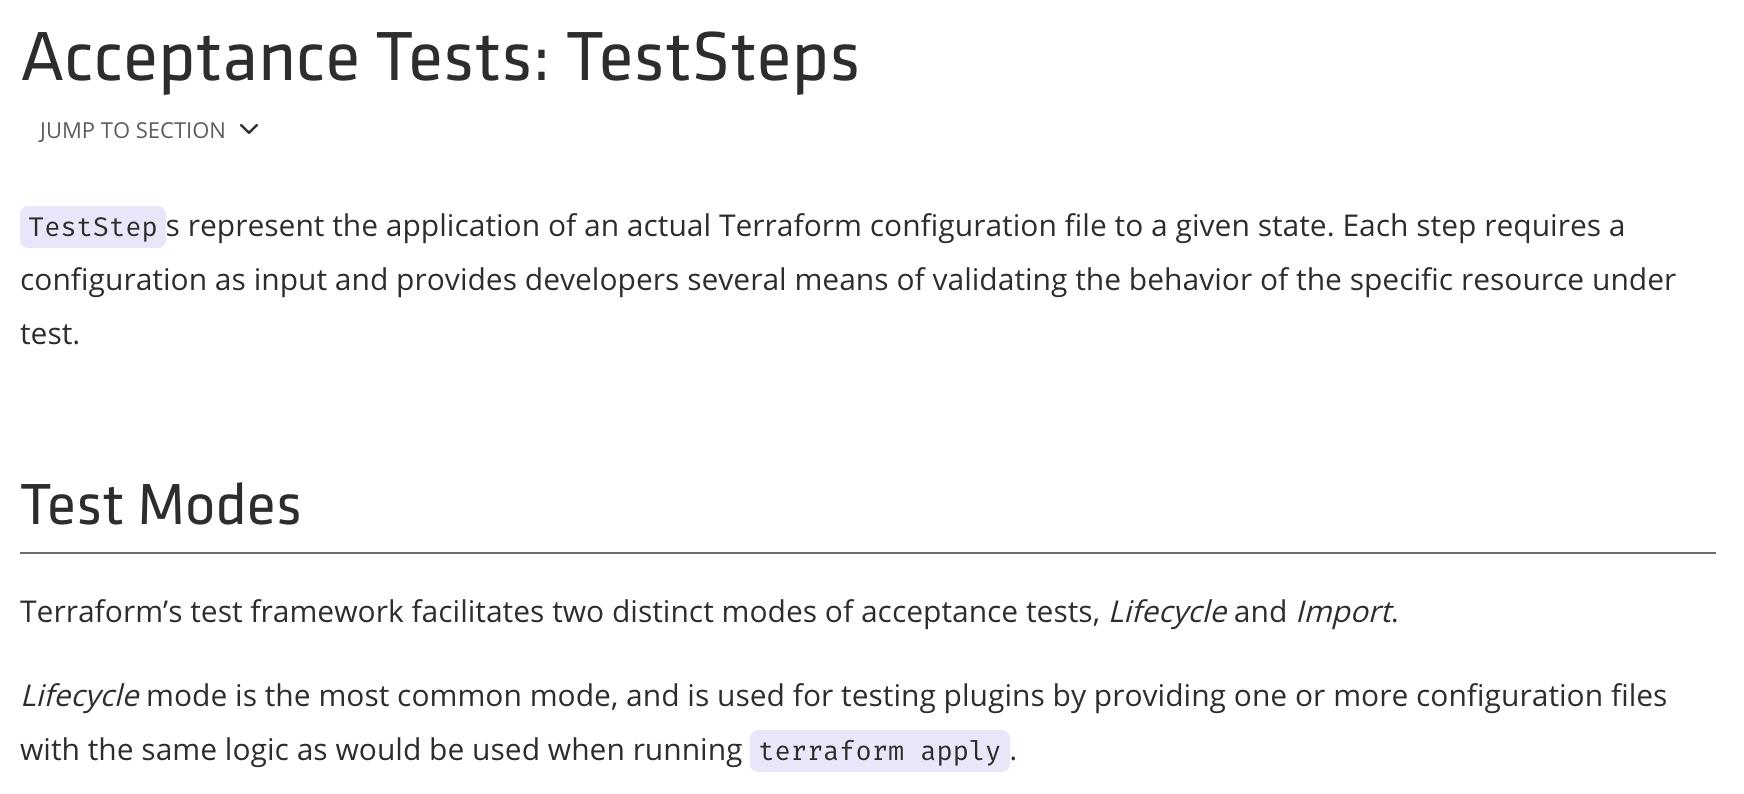 Acceptance Tests: TestSteps
JUMP TO SECTION
TestSteps represent the application of an actual Terraform configuration file to a given state. Each step requires a
configuration as input and provides developers several means of validating the behavior of the specific resource under
test.
Test Modes
Terraform’s test framework facilitates two distinct modes of acceptance tests, Lifecycle and Import.
Lifecycle mode is the most common mode, and is used for testing plugins by providing one or more configuration files
with the same logic as would be used when running terraform apply.